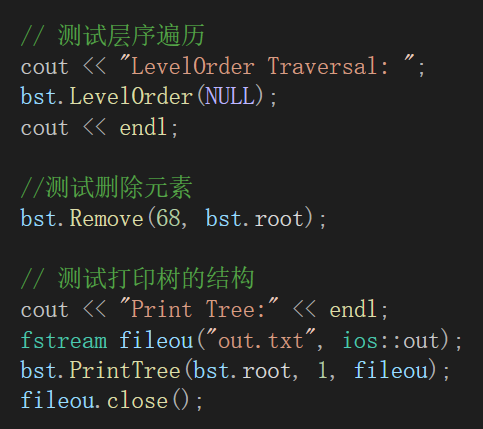 // 测试层序遍历
cout << "LevelOrder Traversal: ";
bst.LevelOrder(NULL);
cout << endl;
//测试删除元素
bst.Remove(68, bst.root);
// 测试打印树的结构
cout << "Print Tree:" << endl;
fstream fileou("out.txt", ios::out);
bst.PrintTree(bst.root, 1, fileou);
fileou.close();